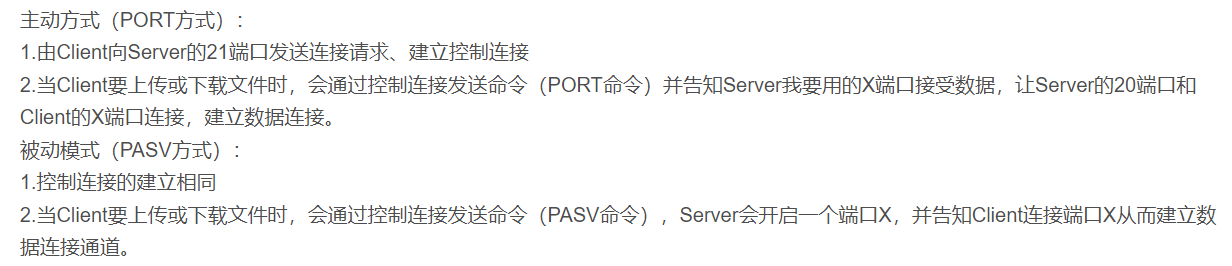 主动方式（PORT方式）：
1.由Client向Server的21端口发送连接请求、建立控制连接
2.当Client要上传或下载文件时，会通过控制连接发送命令（PORT命令）并告知Server我要用的X端口接受数据，让Server的20端口和
Client的X端口连接，建立数据连接。
被动模式（PASV方式）：
1.控制连接的建立相同
2.当Client要上传或下载文件时，会通过控制连接发送命令（PASV命令），Server会开启一个端口X，并告知Client连接端口X从而建立数
据连接通道。